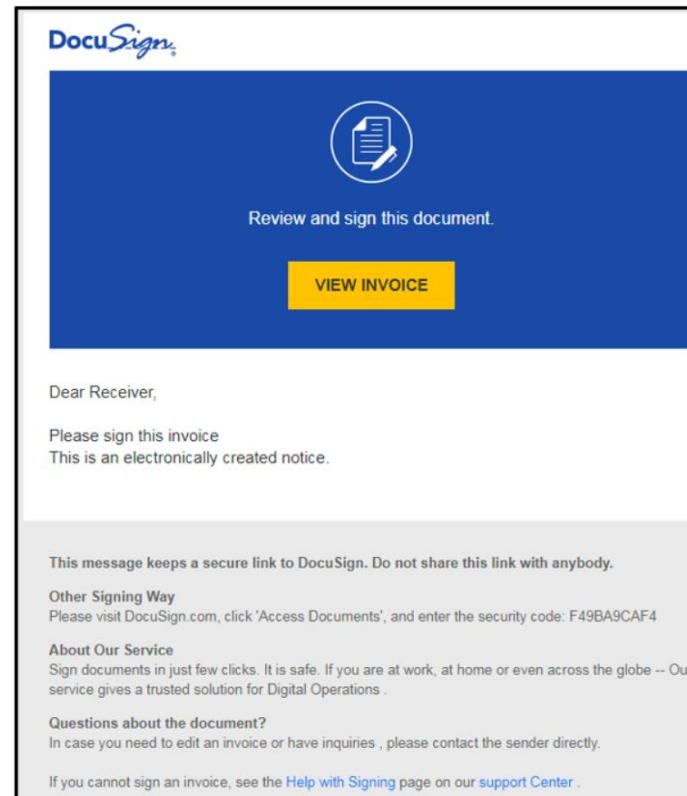 DocuSign
Review and sign this document.
VIEW INVOICE
Dear Receiver,
Please sign this invoice
This is an electronically created notice.
This message keeps a secure link to DocuSign. Do not share this link with anybody.
Other Signing Way
Please visit DocuSign.com, click 'Access Documents', and enter the security code: F49BA9CAF4
About Our Service
Sign documents in just few clicks. It is safe. If you are at work, at home or even across the globe -- Ou
service gives a trusted solution for Digital Operations .
Questions about the document?
In case you need to edit an invoice or have inquiries , please contact the sender directly.
If you cannot sign an invoice, see the Help with Signing page on our support Center .